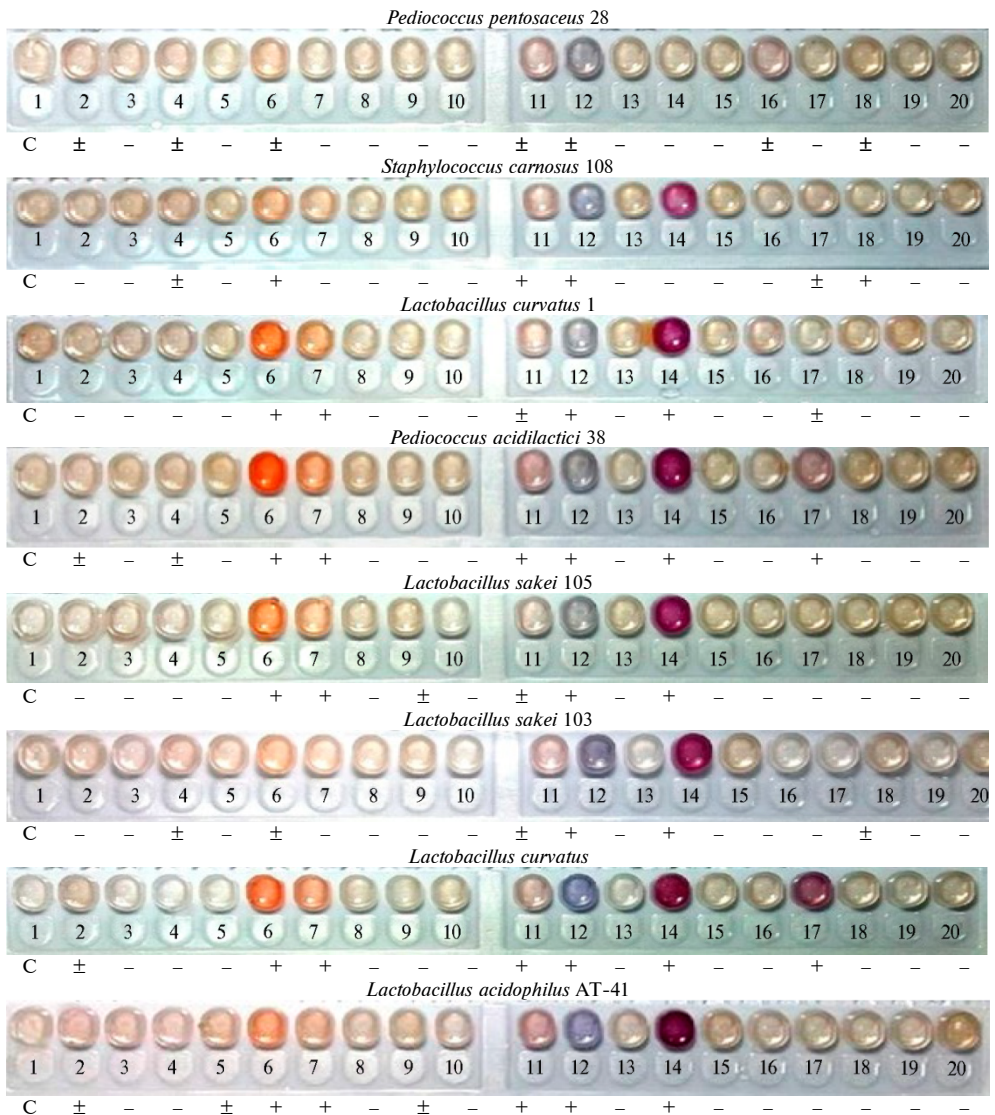 Pediococcus pentosaceus 28
1 2 3 4 5 6 7 8 9 10 11 12 13 14 15 16 17 18 19 20
C ± – ± – ± – – – – ± ± – – – ± – ± – –
Staphylococcus carnosus 108
1 2 3 4 5 6 7 8 9 10 11 12 13 14 15 16 17 18 19 20
C – – ± – + – – – – + + – – – – ± + – –
Lactobacillus curvatus 1
1 2 3 4 5 6 7 8 9 10 11 12 13 14 15 16 17 18 19 20
C – – – – + + – – – ± + – + – – ± – – –
Pediococcus acidilactici 38
1 2 3 4 5 6 7 8 9 10 11 12 13 14 15 16 17 18 19 20
C ± – ± – + + – – – + + – + – – + – – –
Lactobacillus sakei 105
1 2 3 4 5 6 7 8 9 10 11 12 13 14 15 16 17 18 19 20
C – – – – + + – ± – ± + – + – – – – – –
Lactobacillus sakei 103
1 2 3 4 5 6 7 8 9 10 11 12 13 14 15 16 17 18 19 20
C – – ± – ± – – – – ± + – + – – – ± – –
Lactobacillus curvatus
1 2 3 4 5 6 7 8 9 10 11 12 13 14 15 16 17 18 19 20
C ± – – – + + – – – + + – + – – + – – –
Lactobacillus acidophilus AT-41
1 2 3 4 5 6 7 8 9 10 11 12 13 14 15 16 17 18 19 20
C ± – – ± + + – ± – + + – + – – – – – –